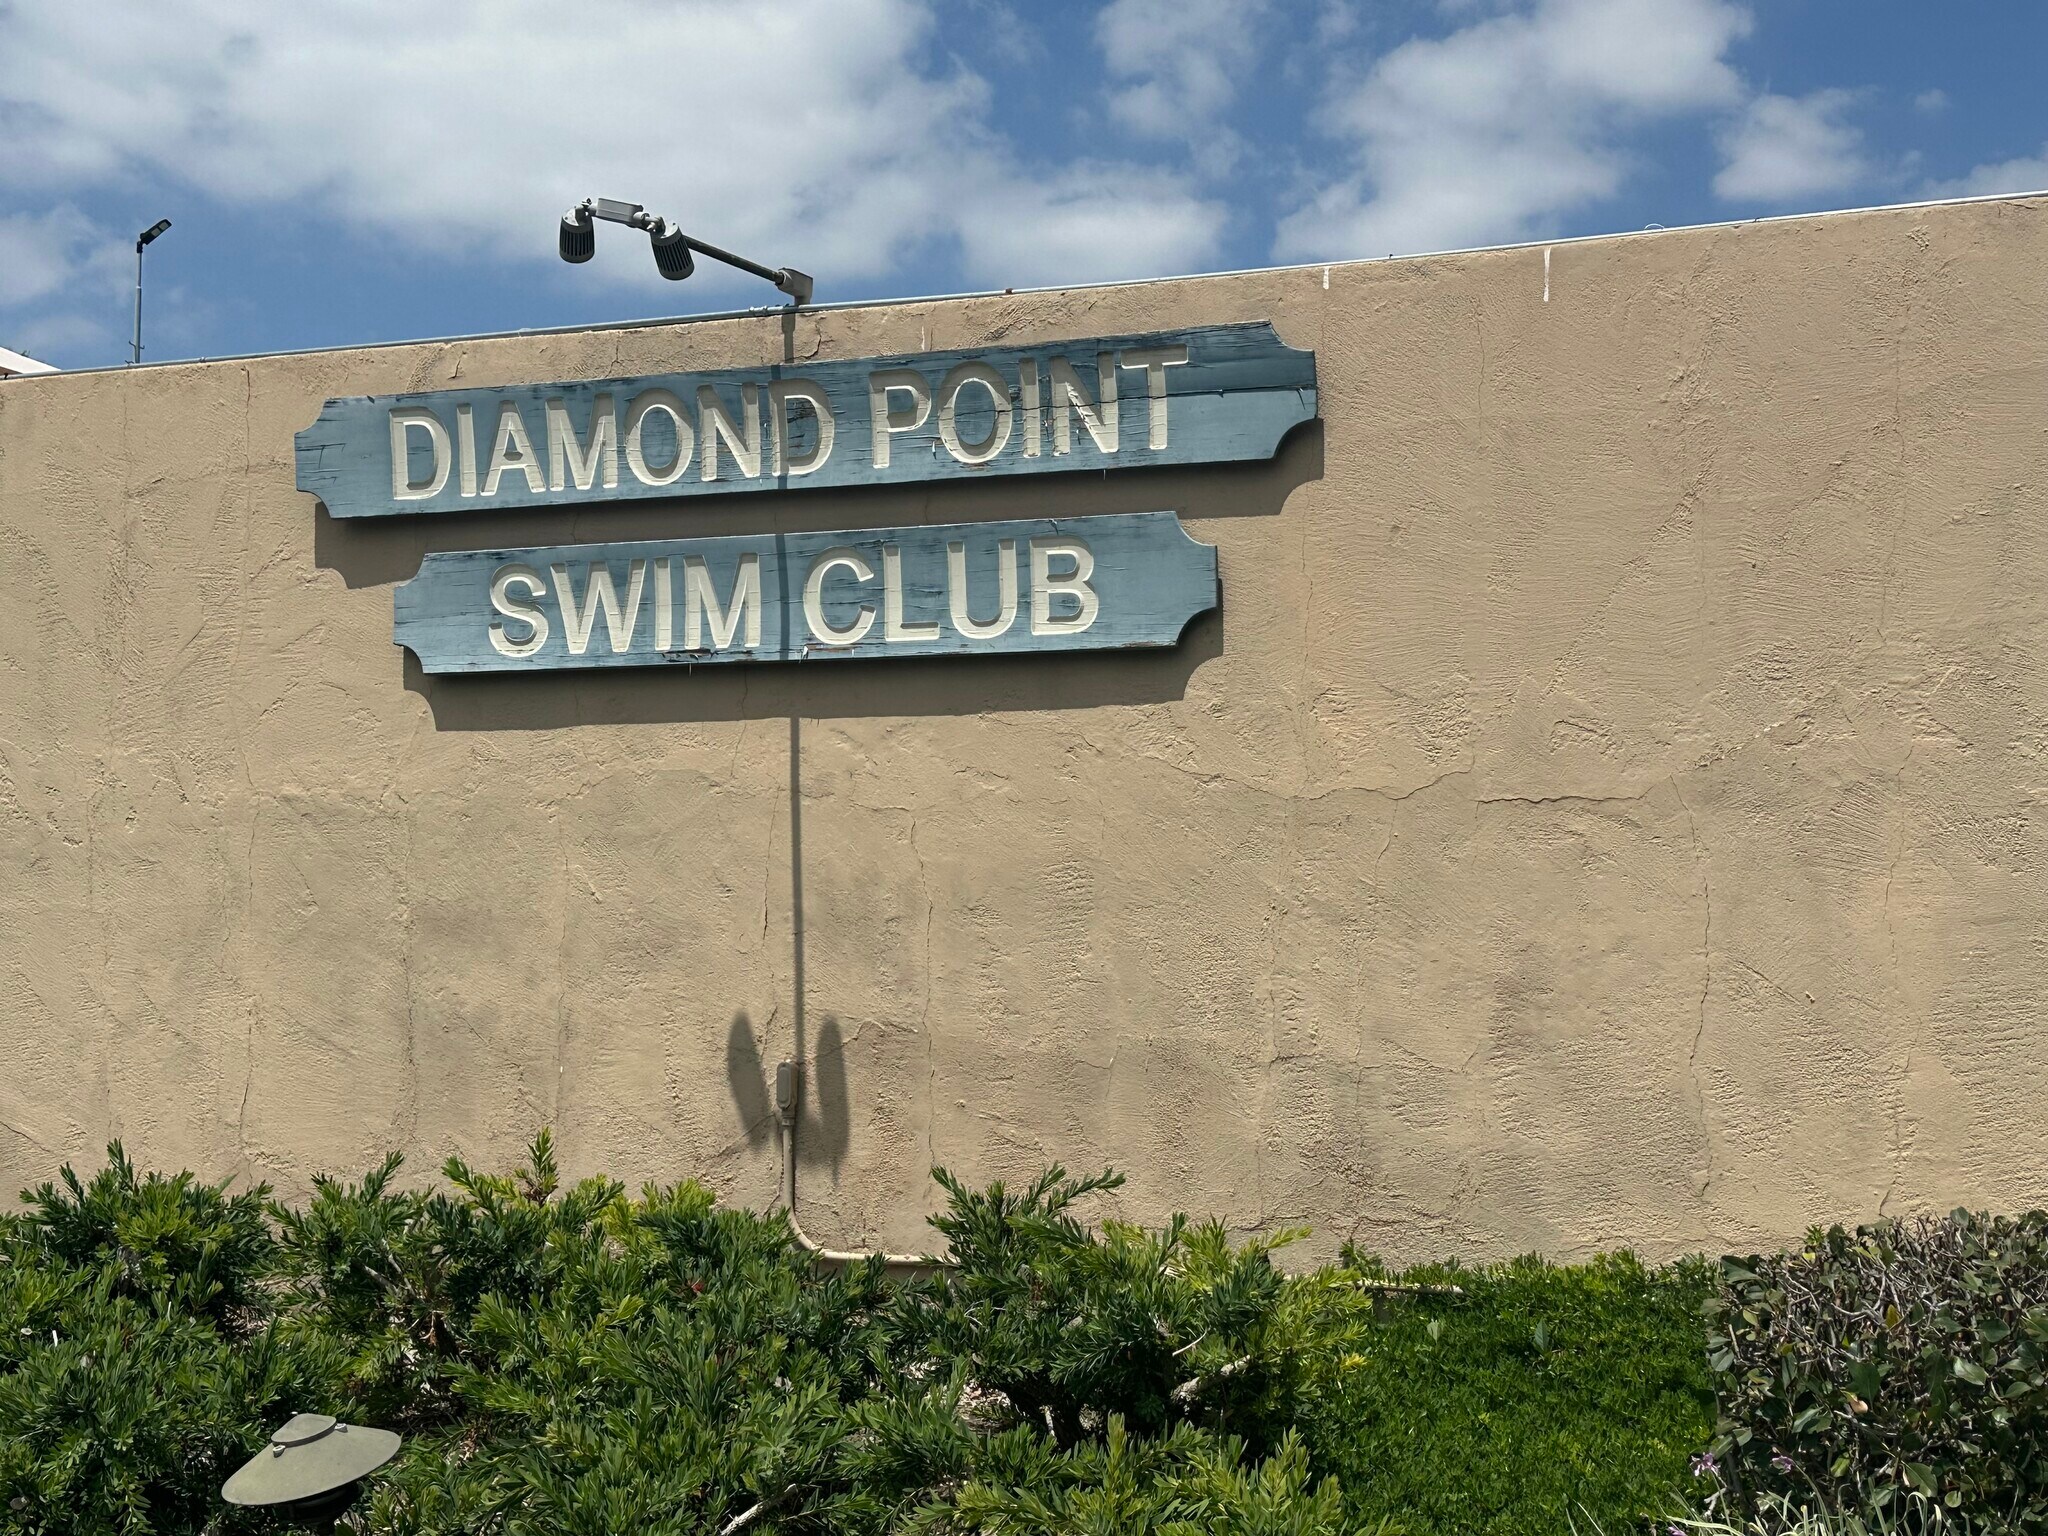 DIAMOND POINT
SWIM CLUB